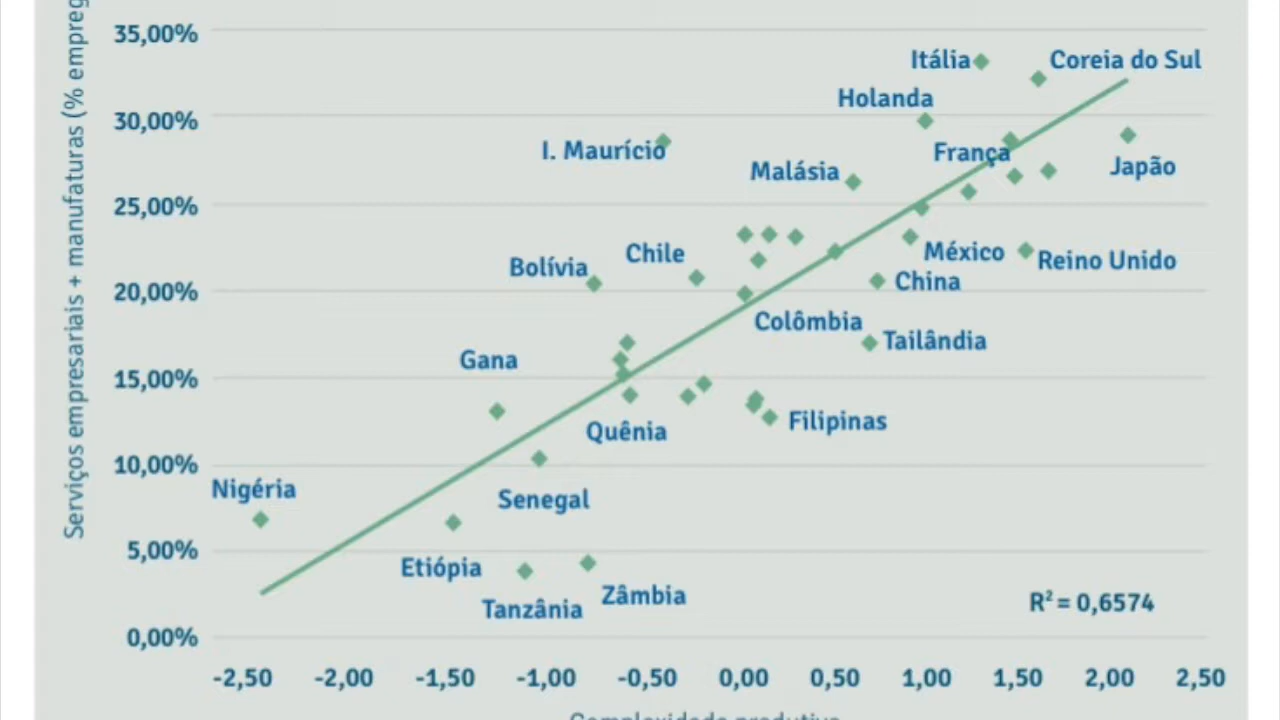 Serviços empresariais + manufaturas (% empreg
35,00%
30,00%
25,00%
20,00%
15,00%
10,00%
5,00%
0,00%
Itália
Coreia do Sul
Holanda
I. Maurício
França
Malásia
Japão
Chile
México
Reino Unido
Bolívia
China
Colômbia
Tailândia
Gana
Quênia
Filipinas
Nigéria
Senegal
Etiópia
Zâmbia
Tanzânia
R² = 0,6574
-2,50 -2,00 -1,50 -1,00 -0,50 0,00 0,50 1,00 1,50 2,00 2,50
Complexidade produtiva